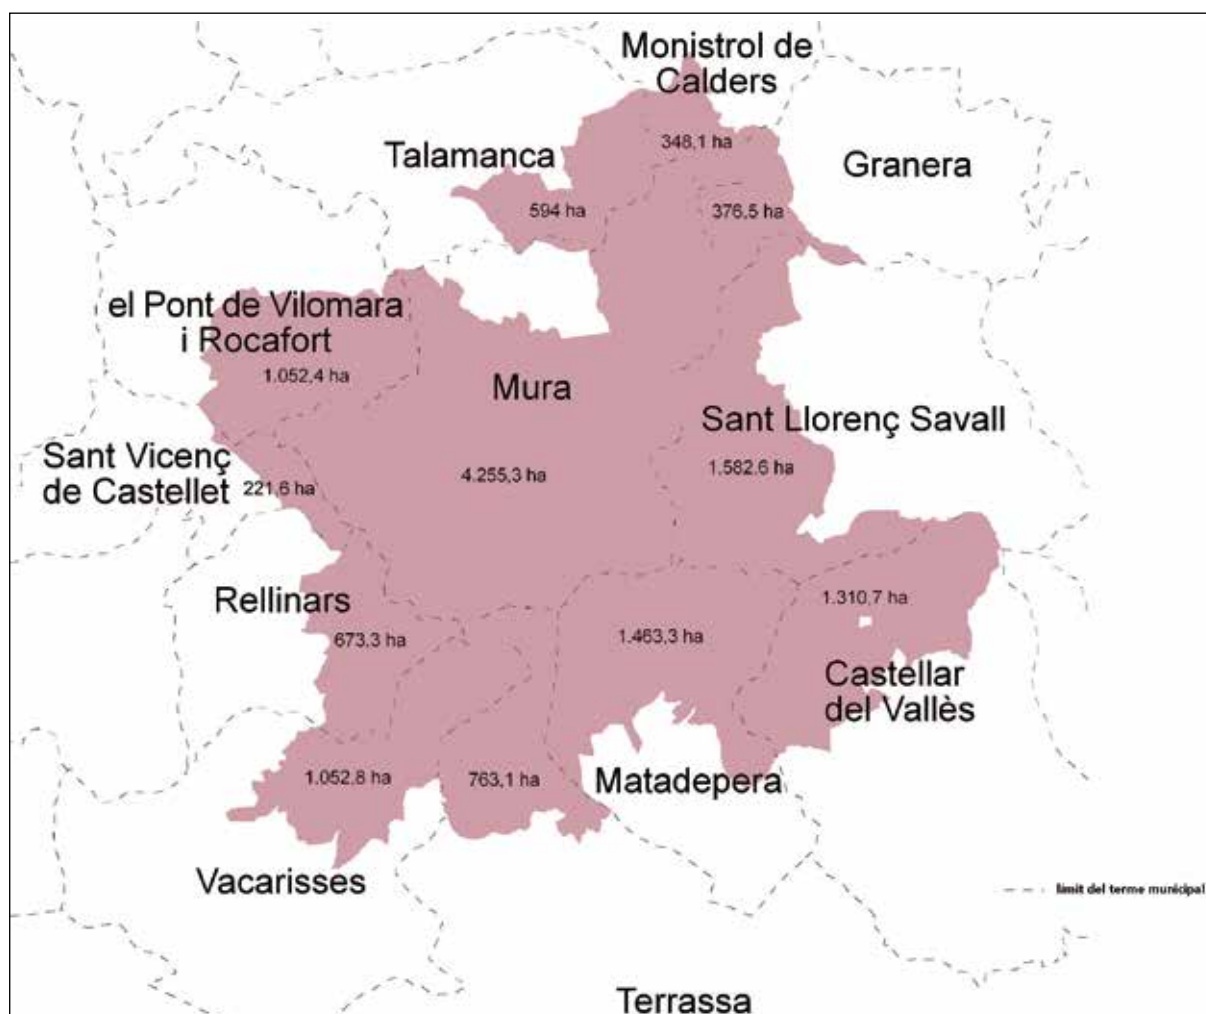 Monistrol de
Calders
348,1 ha
Talamanca
594 ha
376,5 ha
Granera
el Pont de Vilomara
i Rocafort
1.052,4 ha
Mura
4.255,3 ha
Sant Llorenç Savall
1.582,6 ha
Sant Vicenç
de Castellet
221,6 ha
Rellinars
673,3 ha
1.463,3 ha
1.310,7 ha
Castellar
del Vallès
1.052,8 ha
763,1 ha
Matadepera
Vacarisses
límit del terme municipal
Terrassa